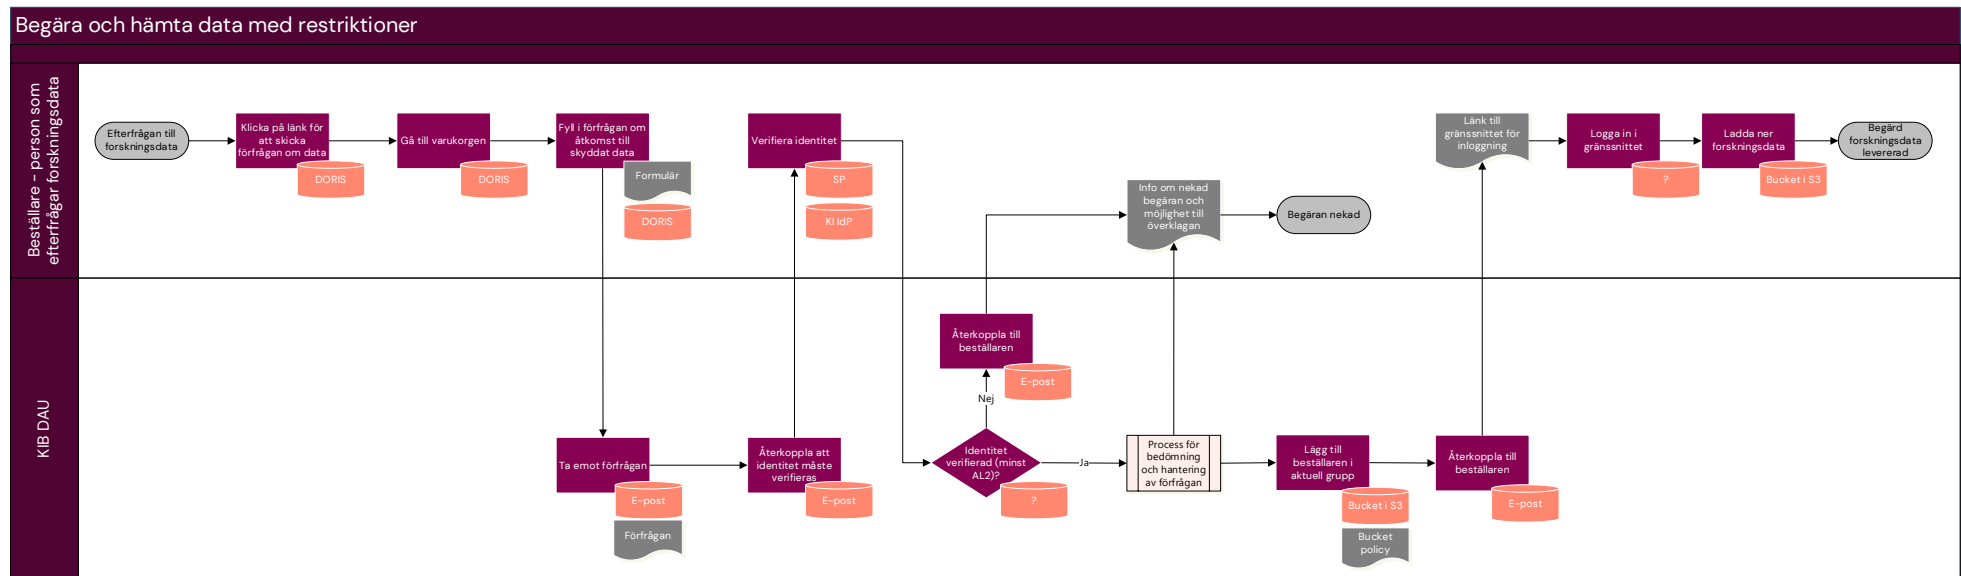 Begära och hämta data med restriktioner
Beställare - person som
efterfrågar forskningsdata
Efterfrågan till
forskningsdata
Klicka på länk för
att skicka
förfrågan om data
DORIS
Gå till varukorgen
DORIS
Fyll i förfrågan om
åtkomst till
skyddat data
Formulär
DORIS
Verifiera identitet
SP
KI IdP
Info om nekad
begäran och
möjlighet till
överklagan
Begäran nekad
Länk till
gränssnittet för
inloggning
Logga in i
gränssnittet
?
Ladda ner
forskningsdata
Bucket i S3
Begärd
forskningsdata
levererad
KIB DAU
Ta emot förfrågan
E-post
Förfrågan
Återkoppla att
identitet måste
verifieras
E-post
Återkoppla till
beställaren
E-post
Nej
Identitet
verifierad (minst
AL2)?
?
Ja
Process för
bedömning
och hantering
av förfrågan
Lägg till
beställaren i
aktuell grupp
Bucket i S3
Bucket
policy
Återkoppla till
beställaren
E-post